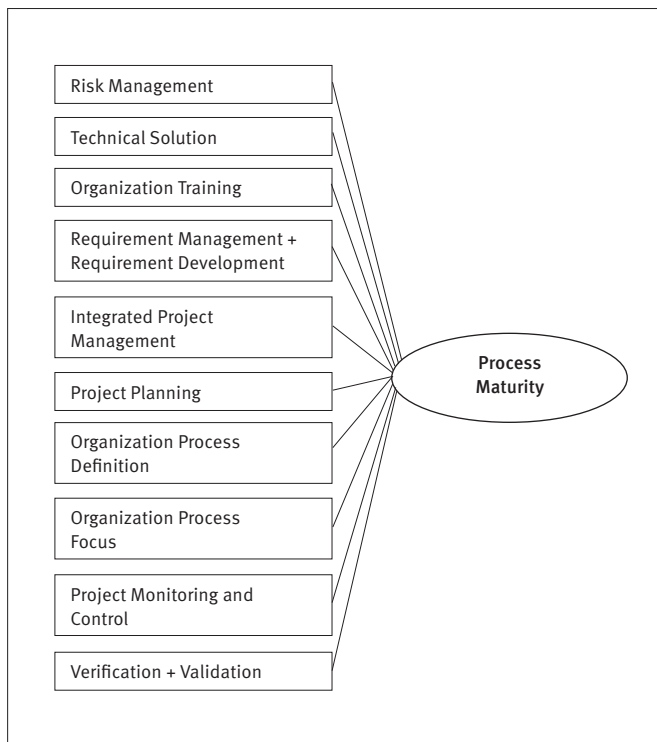 Risk Management
Technical Solution
Organization Training
Requirement Management +
Requirement Development
Integrated Project
Management
Project Planning
Organization Process
Definition
Organization Process
Focus
Project Monitoring and
Control
Verification + Validation
Process
Maturity